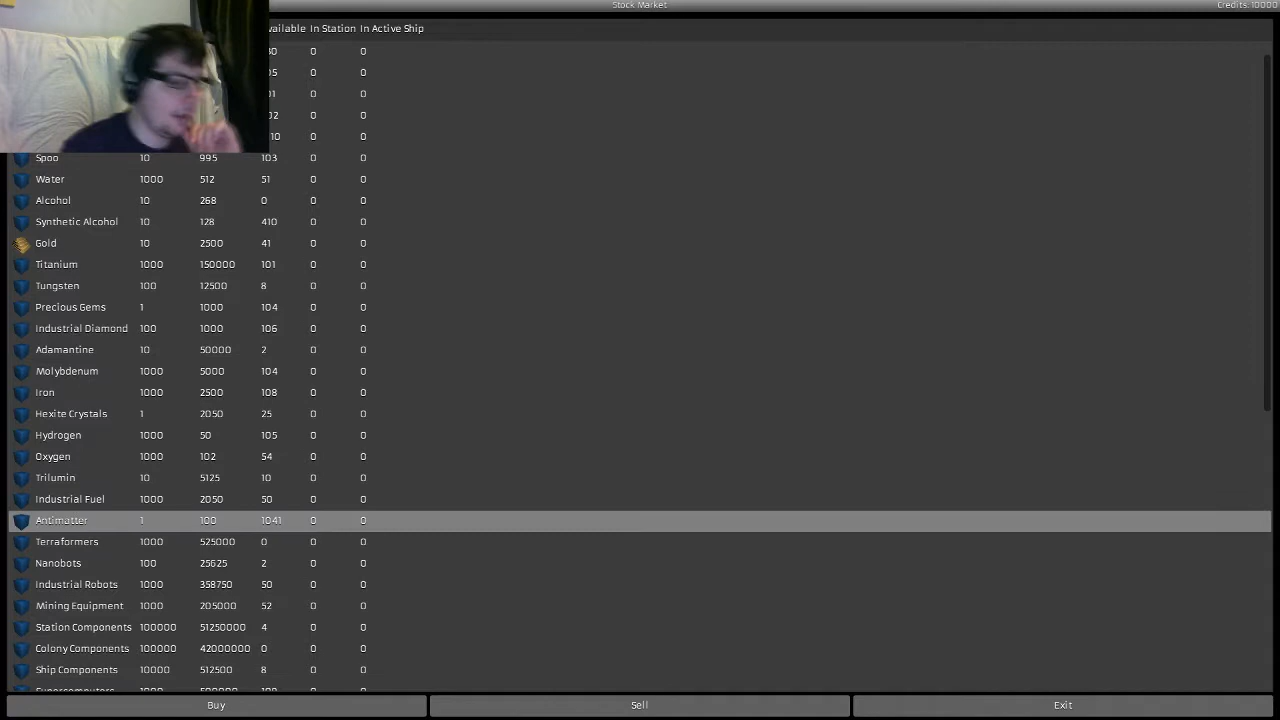 Stock Market Credits: 10000
In Station In Active Ship
0 0
0 0
0 0
0 0
0 0
Spoo 10 995 103 0 0
Water 1000 512 51 0 0
Alcohol 10 268 0 0 0
Synthetic Alcohol 10 128 410 0 0
Gold 10 2500 41 0 0
Titanium 1000 150000 101 0 0
Tungsten 100 12500 8 0 0
Precious Gems 1 1000 104 0 0
Industrial Diamond 100 1000 106 0 0
Adamantine 10 50000 2 0 0
Molybdenum 1000 5000 104 0 0
Iron 1000 2500 108 0 0
Hexite Crystals 1 2050 25 0 0
Hydrogen 1000 50 105 0 0
Oxygen 1000 102 54 0 0
Trilumin 10 5125 10 0 0
Industrial Fuel 1000 2050 50 0 0
Antimatter 1 100 1041 0 0
Terraformers 1000 525000 0 0 0
Nanobots 100 25625 2 0 0
Industrial Robots 1000 358750 50 0 0
Mining Equipment 1000 205000 52 0 0
Station Components 100000 51250000 4 0 0
Colony Components 100000 42000000 0 0 0
Ship Components 10000 512500 8 0 0
Buy Sell Exit